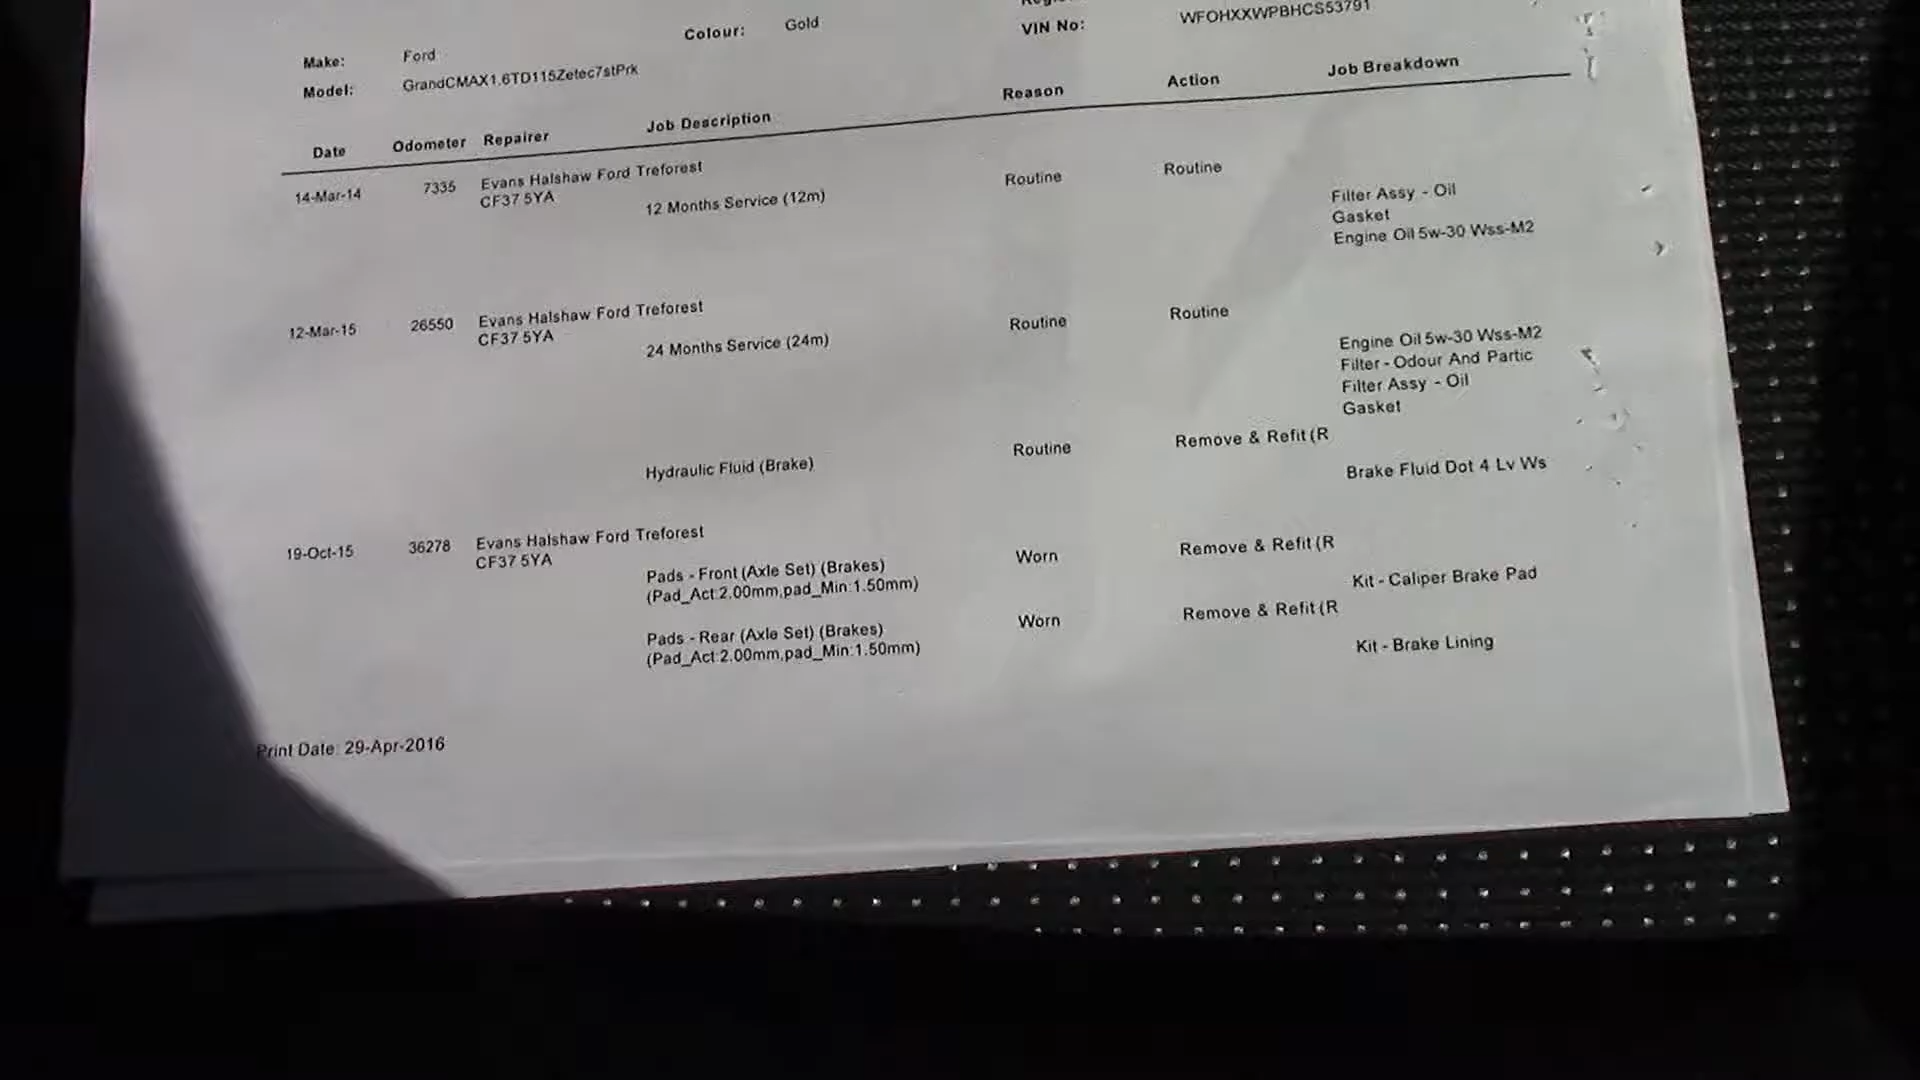 Make: Ford Colour: Gold VIN No: WFOHXXWPBHCS53791
Model: GrandCMAX1.6TD115Zetec7stPrk
Date Odometer Repairer Job Description Reason Action Job Breakdown
14-Mar-14 7335 Evans Halshaw Ford Treforest
CF37 5YA
12 Months Service (12m) Routine Routine
Filter Assy - Oil
Gasket
Engine Oil 5w-30 Wss-M2
12-Mar-15 26550 Evans Halshaw Ford Treforest
CF37 5YA
24 Months Service (24m) Routine Routine
Engine Oil 5w-30 Wss-M2
Filter - Odour And Partic
Filter Assy - Oil
Gasket
Hydraulic Fluid (Brake) Routine Remove & Refit (R
Brake Fluid Dot 4 Lv Ws
19-Oct-15 36278 Evans Halshaw Ford Treforest
CF37 5YA
Pads - Front (Axle Set) (Brakes) Worn Remove & Refit (R
(Pad_Act:2.00mm,pad_Min:1.50mm)
Kit - Caliper Brake Pad
Pads - Rear (Axle Set) (Brakes) Worn Remove & Refit (R
(Pad_Act:2.00mm,pad_Min:1.50mm)
Kit - Brake Lining
Print Date: 29-Apr-2016